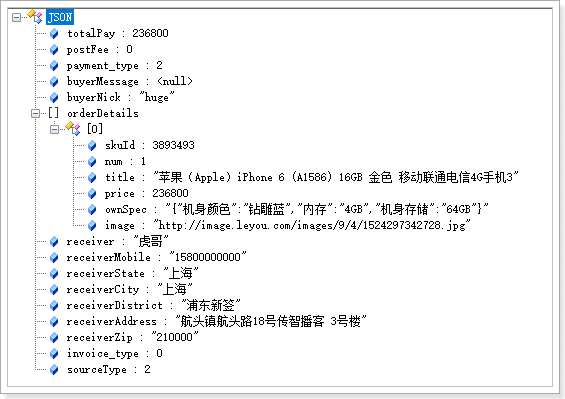 JSON
totalPay : 236800
postFee : 0
payment_type : 2
buyerMessage : <null>
buyerNick : "huge"
[] orderDetails
[0]
skuId : 3893493
num : 1
title : "苹果（Apple）iPhone 6 (A1586) 16GB 金色 移动联通电信4G手机3"
price : 236800
ownSpec : "{"机身颜色":"钻雕蓝","内存":"4GB","机身存储":"64GB"}"
image : "http://image.leyou.com/images/9/4/1524297342728.jpg"
receiver : "虎哥"
receiverMobile : "15800000000"
receiverState : "上海"
receiverCity : "上海"
receiverDistrict : "浦东新签"
receiverAddress : "航头镇航头路18号传智播客 3号楼"
receiverZip : "210000"
invoice_type : 0
sourceType : 2